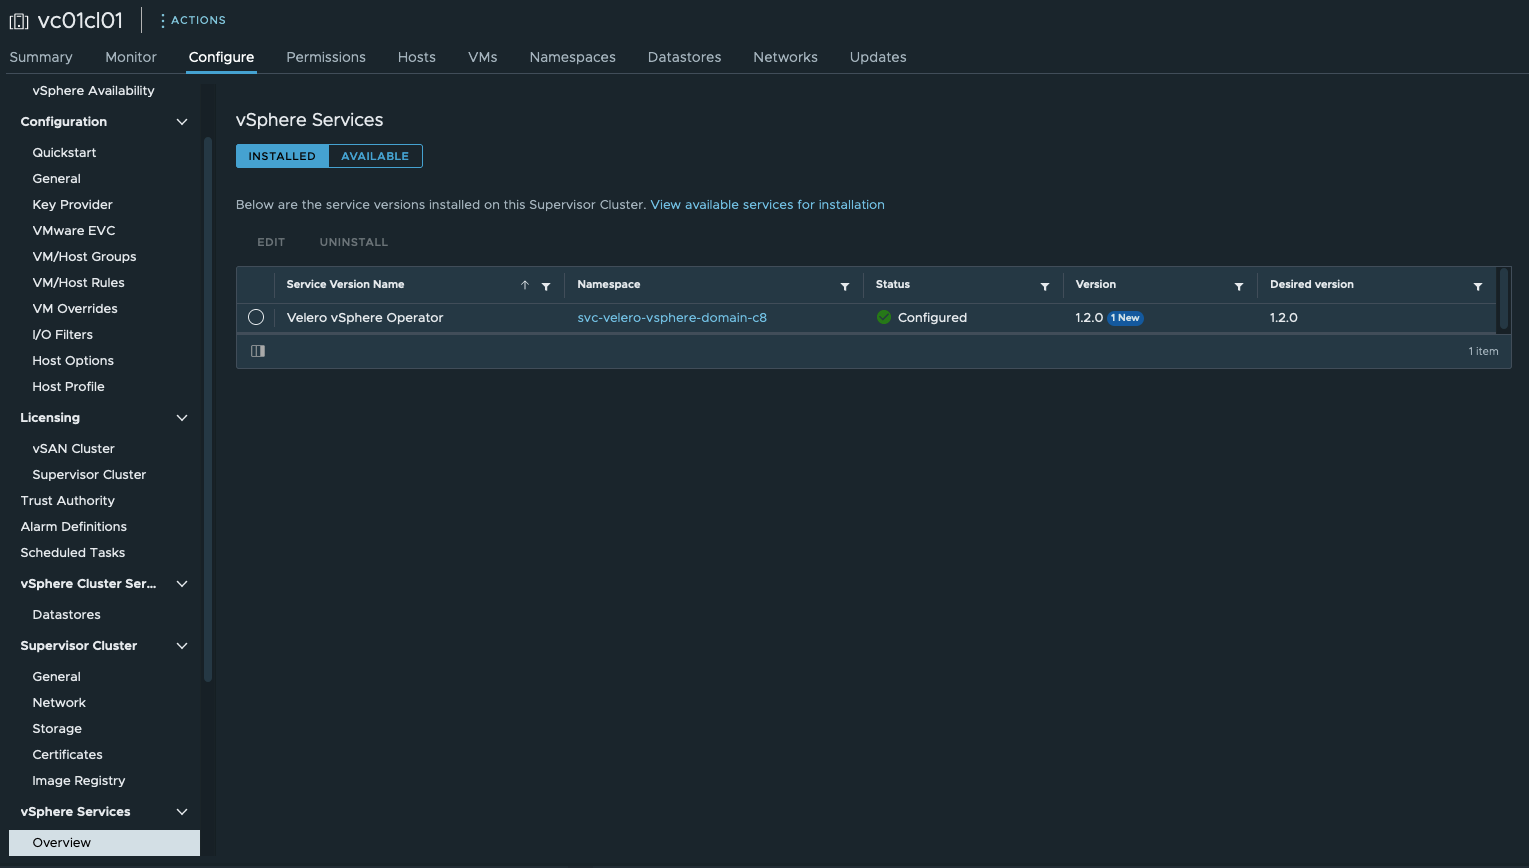 vc01cl01
ACTIONS
Summary Monitor Configure Permissions Hosts VMs Namespaces Datastores Networks Updates
vSphere Availability
Configuration
Quickstart
General
Key Provider
VMware EVC
VM/Host Groups
VM/Host Rules
VM Overrides
I/O Filters
Host Options
Host Profile
Licensing
vSAN Cluster
Supervisor Cluster
Trust Authority
Alarm Definitions
Scheduled Tasks
vSphere Cluster Ser...
Datastores
Supervisor Cluster
General
Network
Storage
Certificates
Image Registry
vSphere Services
Overview
vSphere Services
INSTALLED AVAILABLE
Below are the service versions installed on this Supervisor Cluster. View available services for installation
EDIT UNINSTALL
Service Version Name Namespace Status Version Desired version
Velero vSphere Operator svc-velero-vsphere-domain-c8 Configured 1.2.0 1 New 1.2.0
1 item